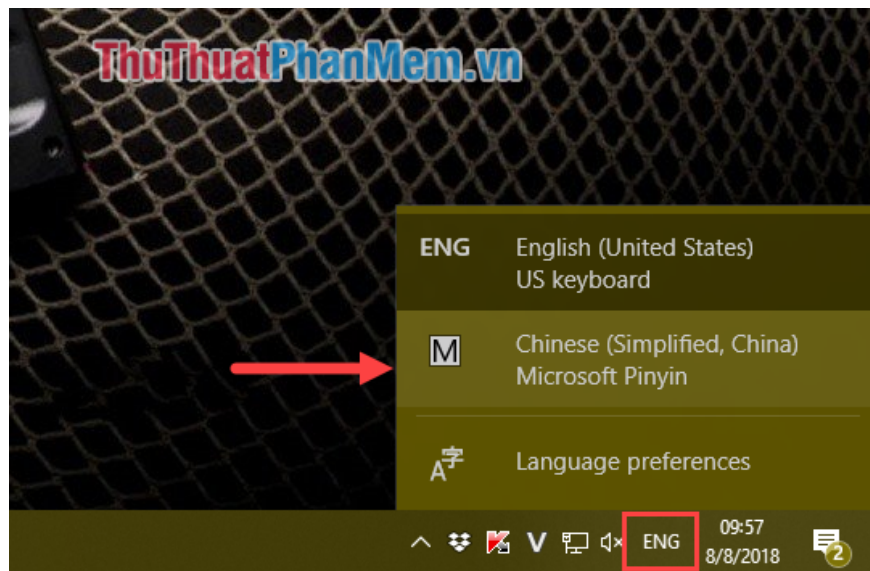 ThuThuatPhanMem.vn
ENG English (United States)
US keyboard
M Chinese (Simplified, China)
Microsoft Pinyin
A字 Language preferences
V ENG 09:57
8/8/2018
2